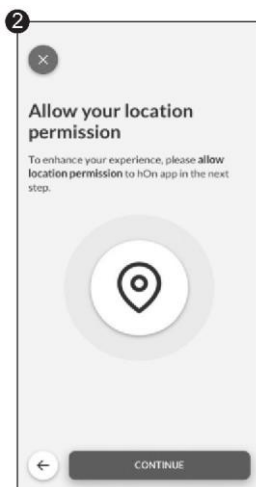 2
Allow your location
permission
To enhance your experience, please allow
location permission to hOn app in the next
step.
CONTINUE